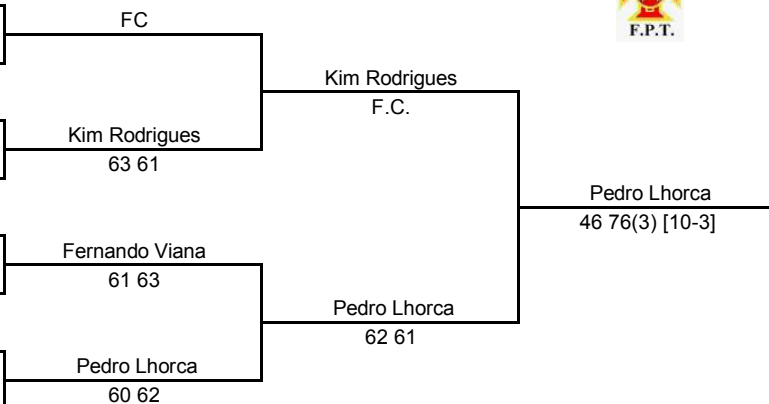 F.P.T.
FC
Kim Rodrigues
F.C.
Kim Rodrigues
63 61
Pedro Lhorca
46 76(3) [10-3]
Fernando Viana
61 63
Pedro Lhorca
62 61
Pedro Lhorca
60 62